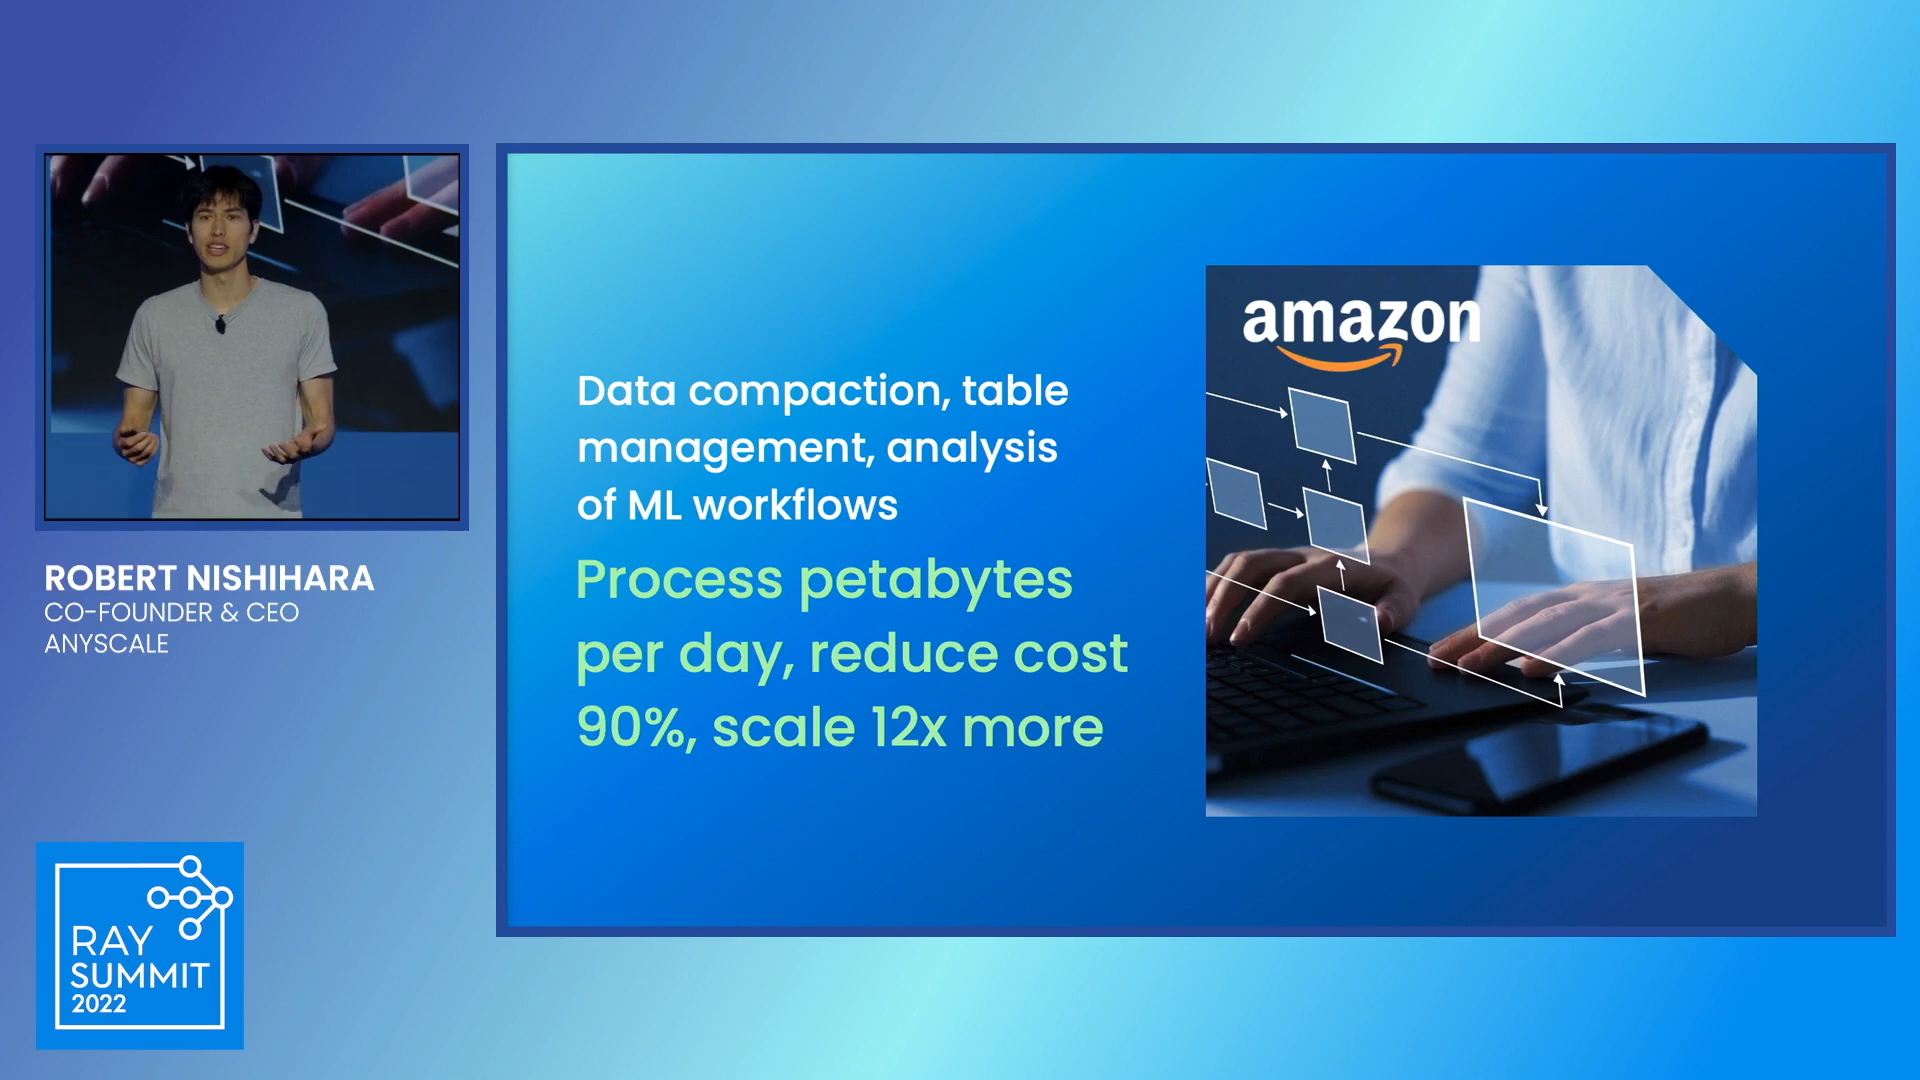 ROBERT NISHIHARA
CO-FOUNDER & CEO
ANYSCALE
RAY
SUMMIT
2022
Data compaction, table
management, analysis
of ML workflows
Process petabytes
per day, reduce cost
90%, scale 12x more
amazon